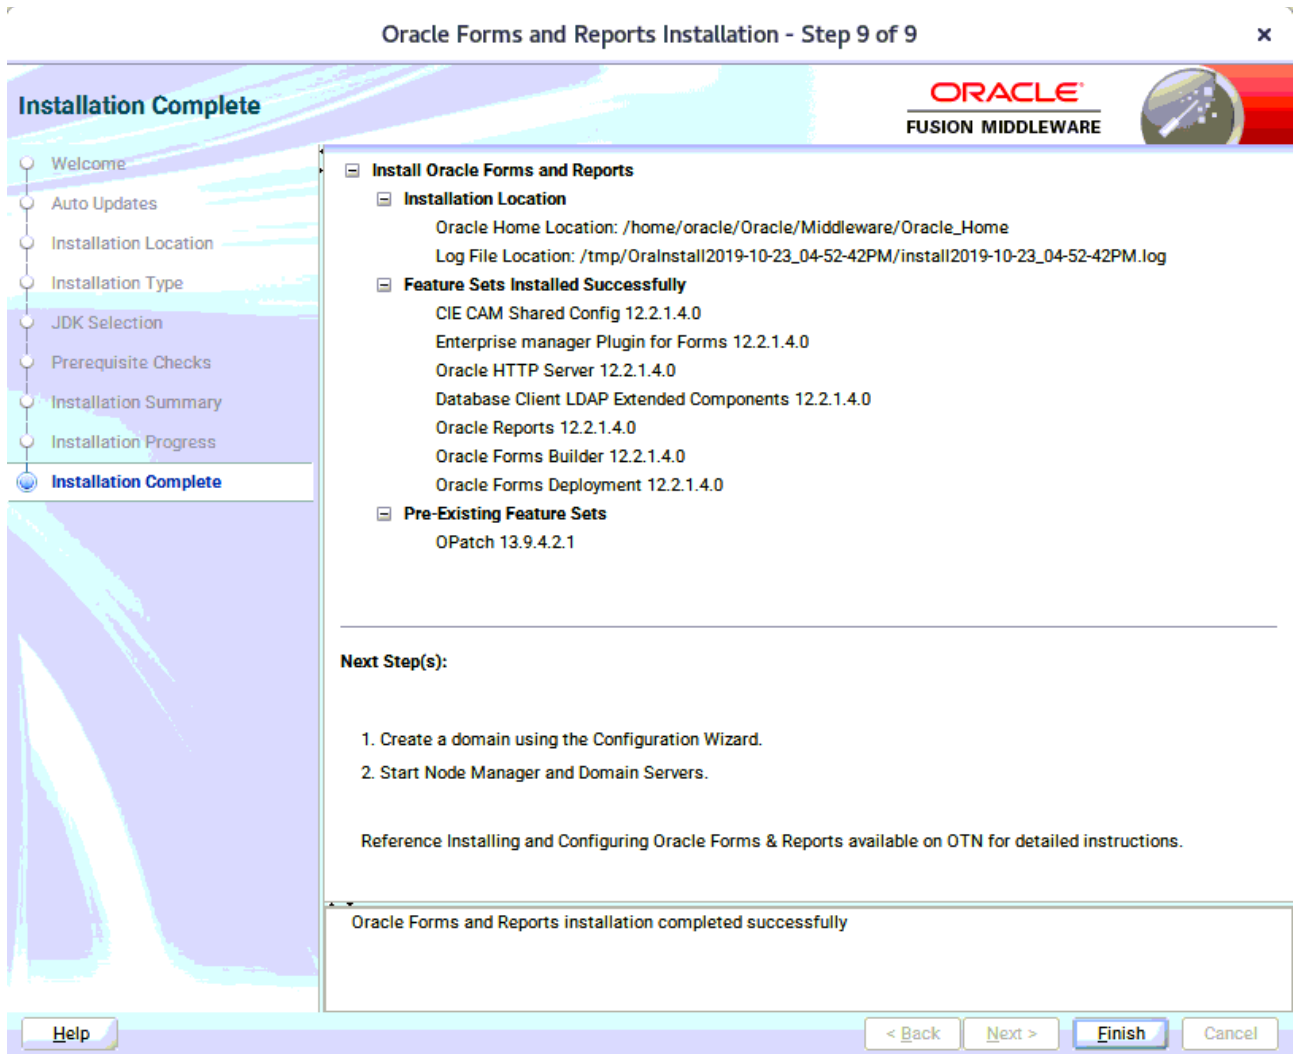 Oracle Forms and Reports Installation - Step 9 of 9
Installation Complete
ORACLE
FUSION MIDDLEWARE
Welcome
Auto Updates
Installation Location
Installation Type
JDK Selection
Prerequisite Checks
Installation Summary
Installation Progress
Installation Complete
Install Oracle Forms and Reports
Installation Location
Oracle Home Location: /home/oracle/Oracle/Middleware/Oracle_Home
Log File Location: /tmp/OraInstall2019-10-23_04-52-42PM/install2019-10-23_04-52-42PM.log
Feature Sets Installed Successfully
CIE CAM Shared Config 12.2.1.4.0
Enterprise manager Plugin for Forms 12.2.1.4.0
Oracle HTTP Server 12.2.1.4.0
Database Client LDAP Extended Components 12.2.1.4.0
Oracle Reports 12.2.1.4.0
Oracle Forms Builder 12.2.1.4.0
Oracle Forms Deployment 12.2.1.4.0
Pre-Existing Feature Sets
OPatch 13.9.4.2.1
Next Step(s):
1. Create a domain using the Configuration Wizard.
2. Start Node Manager and Domain Servers.
Reference Installing and Configuring Oracle Forms & Reports available on OTN for detailed instructions.
Oracle Forms and Reports installation completed successfully
Help
< Back
Next >
Finish
Cancel